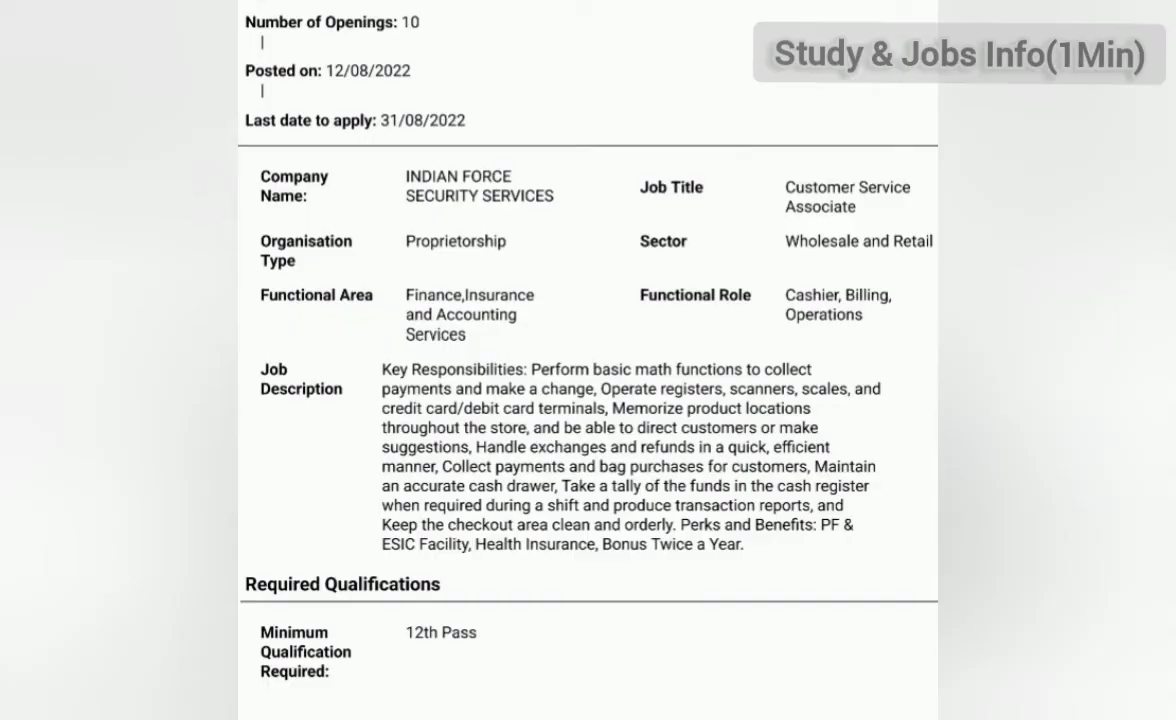 Number of Openings: 10
|
Study & Jobs Info(1Min)
Posted on: 12/08/2022
|
Last date to apply: 31/08/2022
Company Name:
INDIAN FORCE
SECURITY SERVICES
Job Title
Customer Service
Associate
Organisation
Type
Proprietorship
Sector
Wholesale and Retail
Functional Area
Finance,Insurance
and Accounting
Services
Functional Role
Cashier, Billing,
Operations
Job
Description
Key Responsibilities: Perform basic math functions to collect
payments and make a change, Operate registers, scanners, scales, and
credit card/debit card terminals, Memorize product locations
throughout the store, and be able to direct customers or make
suggestions, Handle exchanges and refunds in a quick, efficient
manner, Collect payments and bag purchases for customers, Maintain
an accurate cash drawer, Take a tally of the funds in the cash register
when required during a shift and produce transaction reports, and
Keep the checkout area clean and orderly. Perks and Benefits: PF &
ESIC Facility, Health Insurance, Bonus Twice a Year.
Required Qualifications
Minimum
Qualification
Required:
12th Pass